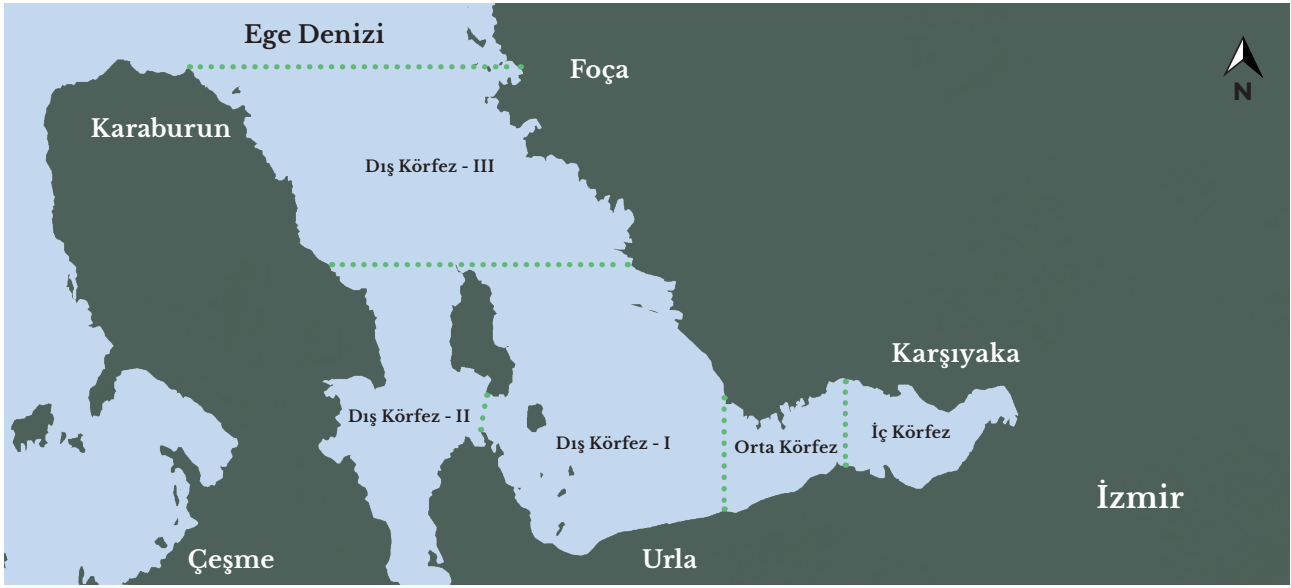 Ege Denizi
Foça
N
Karaburun
Dış Körfez - III
Karşıyaka
Dış Körfez - II
Dış Körfez - I
Orta Körfez
İç Körfez
İzmir
Çeşme
Urla